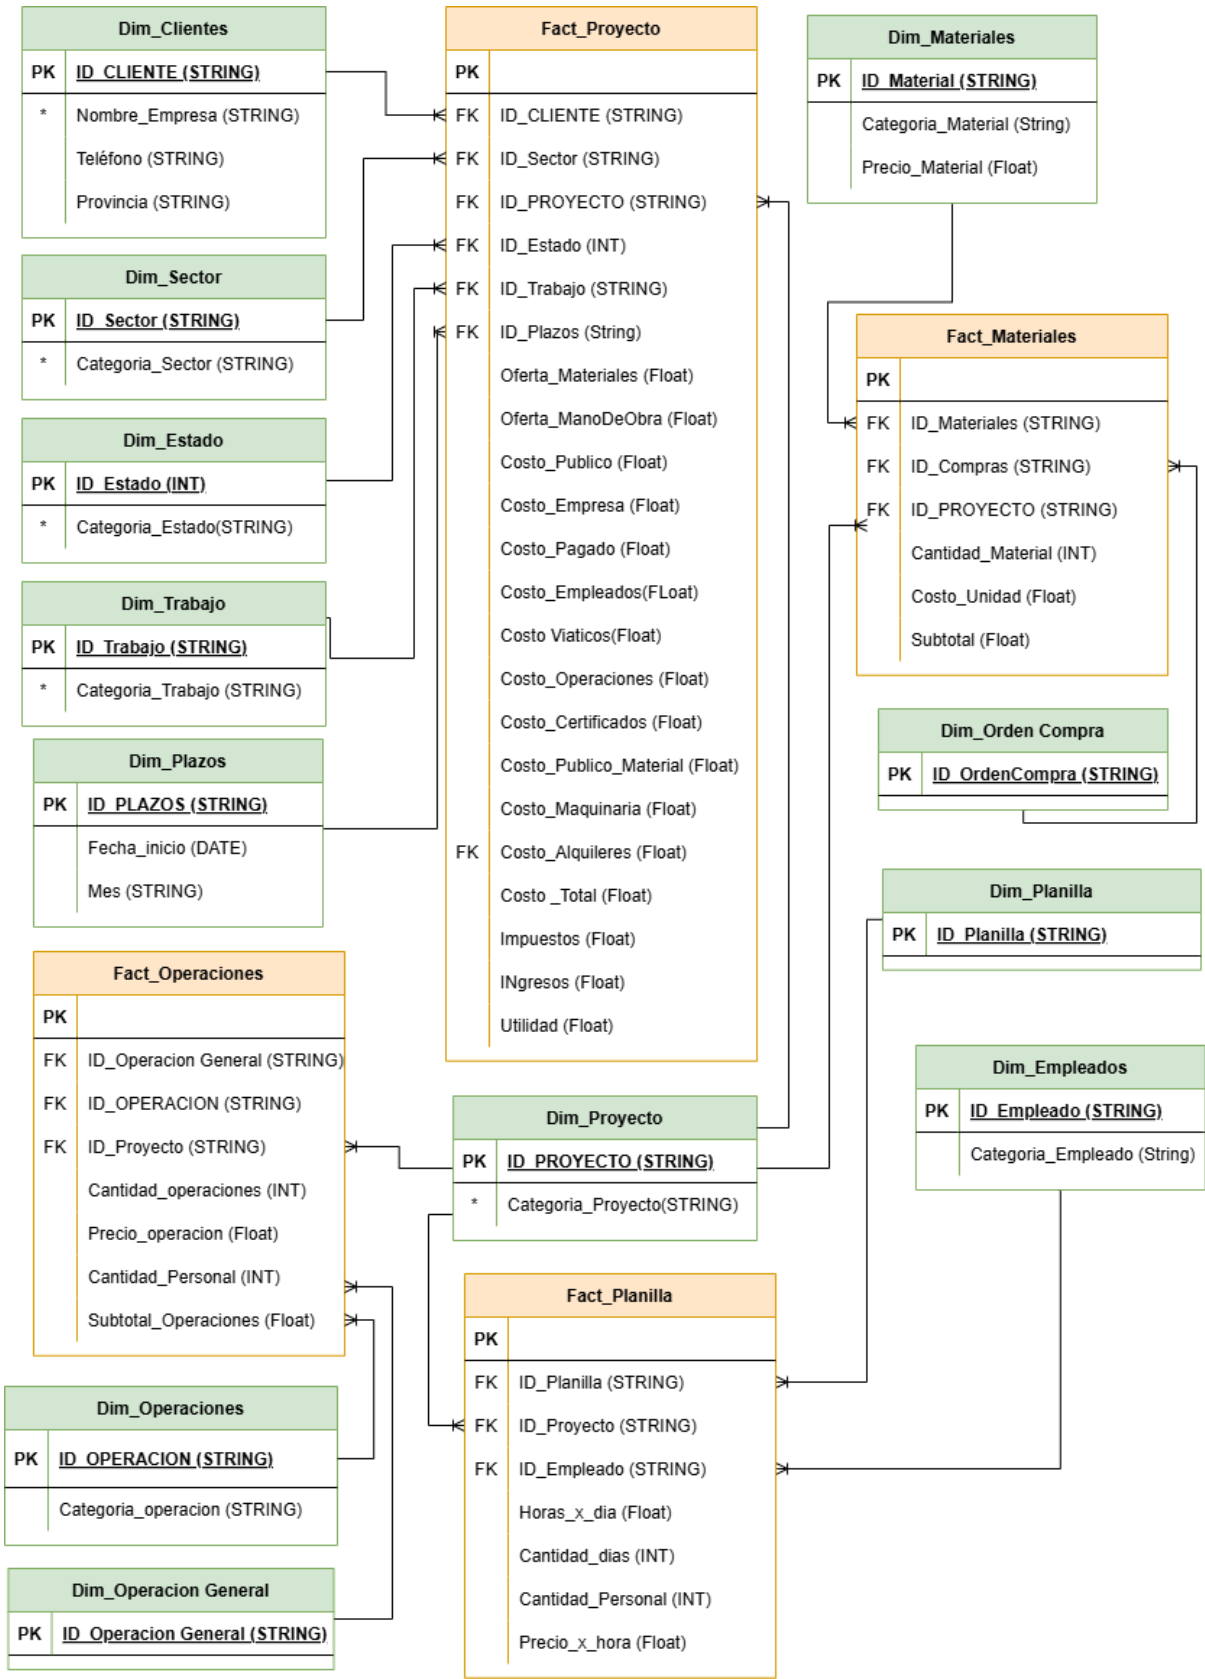 Dim_Clientes
PK ID_CLIENTE (STRING)
* Nombre_Empresa (STRING)
Teléfono (STRING)
Provincia (STRING)
Dim_Sector
PK ID_Sector (STRING)
* Categoria_Sector (STRING)
Dim_Estado
PK ID_Estado (INT)
* Categoria_Estado(STRING)
Dim_Trabajo
PK ID_Trabajo (STRING)
* Categoria_Trabajo (STRING)
Dim_Plazos
PK ID_PLAZOS (STRING)
Fecha_inicio (DATE)
Mes (STRING)
Fact_Operaciones
PK
FK ID_Operacion General (STRING)
FK ID_OPERACION (STRING)
FK ID_Proyecto (STRING)
Cantidad_operaciones (INT)
Precio_operacion (Float)
Cantidad_Personal (INT)
Subtotal_Operaciones (Float)
Dim_Operaciones
PK ID_OPERACION (STRING)
Categoria_operacion (STRING)
Dim_Operacion General
PK ID_Operacion General (STRING)
Fact_Proyecto
PK
FK ID_CLIENTE (STRING)
FK ID_Sector (STRING)
FK ID_PROYECTO (STRING)
FK ID_Estado (INT)
FK ID_Trabajo (STRING)
FK ID_Plazos (String)
Oferta_Materiales (Float)
Oferta_ManoDeObra (Float)
Costo_Publico (Float)
Costo_Empresa (Float)
Costo_Pagado (Float)
Costo_Empleados(FLoat)
Costo Viaticos(Float)
Costo_Operaciones (Float)
Costo_Certificados (Float)
Costo_Publico_Material (Float)
Costo_Maquinaria (Float)
FK Costo_Alquileres (Float)
Costo _Total (Float)
Impuestos (Float)
INgresos (Float)
Utilidad (Float)
Dim_Proyecto
PK ID_PROYECTO (STRING)
* Categoria_Proyecto(STRING)
Fact_Planilla
PK
FK ID_Planilla (STRING)
FK ID_Proyecto (STRING)
FK ID_Empleado (STRING)
Horas_x_dia (Float)
Cantidad_dias (INT)
Cantidad_Personal (INT)
Precio_x_hora (Float)
Dim_Materiales
PK ID_Material (STRING)
Categoria_Material (String)
Precio_Material (Float)
Fact_Materiales
PK
FK ID_Materiales (STRING)
FK ID_Compras (STRING)
FK ID_PROYECTO (STRING)
Cantidad_Material (INT)
Costo_Unidad (Float)
Subtotal (Float)
Dim_Orden Compra
PK ID_OrdenCompra (STRING)
Dim_Planilla
PK ID_Planilla (STRING)
Dim_Empleados
PK ID_Empleado (STRING)
Categoria_Empleado (String)